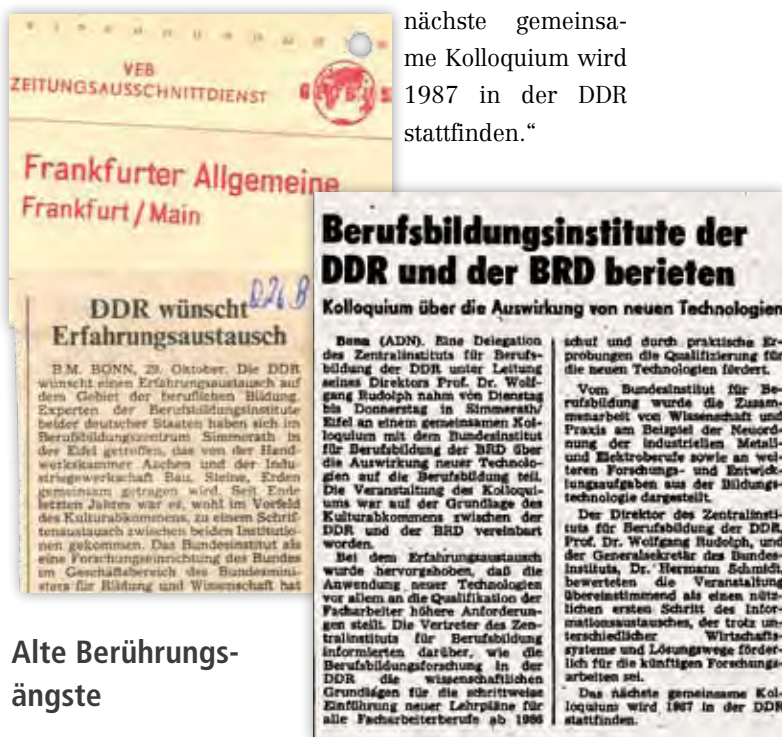 nächste gemeinsa-
me Kolloquium wird
1987 in der DDR
stattfinden.“
VEB
ZEITUNGSAUSSCHNITTDIENST
Frankfurter Allgemeine
Frankfurt / Main
DDR wünscht
Erfahrungsaustausch
B.M. BONN, 29. Oktober. Die DDR
wünscht einen Erfahrungsaustausch auf
dem Gebiet der beruflichen Bildung.
Experten der Berufsbildungsinstitute
beider deutscher Staaten haben sich im
Berufsbildungszentrum Simmerath in
der Eifel getroffen, das von der Hand-
werkskammer Aachen und der Indu-
striegewerkschaft Bau, Steine, Erden
gemeinsam getragen wird. Seit Ende
letzten Jahres war es, wohl im Vorfeld
des Kulturabkommens, zu einem Schrif-
tenaustausch zwischen beiden Institutio-
nen gekommen. Das Bundesinstitut als
eine Forschungseinrichtung des Bundes
im Geschäftsbereich des Bundesmini-
sters für Bildung und Wissenschaft hat
Alte Berührungs-
ängste
Berufsbildungsinstitute der
DDR und der BRD berieten
Kolloquium über die Auswirkung von neuen Technologien
Bonn (ADN). Eine Delegation
des Zentralinstituts für Berufs-
bildung der DDR unter Leitung
seines Direktors Prof. Dr. Wolf-
gang Rudolph nahm von Dienstag
bis Donnerstag in Simmerath/
Eifel an einem gemeinsamen Kol-
loquium mit dem Bundesinstitut
für Berufsbildung der BRD über
die Auswirkung neuer Technolo-
gien auf die Berufsbildung teil.
Die Veranstaltung des Kolloqui-
ums war auf der Grundlage des
Kulturabkommens zwischen der
DDR und der BRD vereinbart
worden.
Bei dem Erfahrungsaustausch
wurde hervorgehoben, daß die
Anwendung neuer Technologien
vor allem an die Qualifikation der
Facharbeiter höhere Anforderun-
gen stellt. Die Vertreter des Zen-
tralinstituts für Berufsbildung
informierten darüber, wie die
Berufsbildungsforschung in der
DDR die wissenschaftlichen
Grundlagen für die schrittweise
Einführung neuer Lehrpläne für
alle Facharbeiterberufe ab 1986
schuf und durch praktische Er-
probungen die Qualifizierung für
die neuen Technologien fördert.
Vom Bundesinstitut für Be-
rufsbildung wurde die Zusam-
menarbeit von Wissenschaft und
Praxis am Beispiel der Neuord-
nung der industriellen Metall-
und Elektroberufe sowie an wei-
teren Forschungs- und Entwick-
lungsaufgaben aus der Bildungs-
technologie dargestellt.
Der Direktor des Zentralinsti-
tuts für Berufsbildung der DDR,
Prof. Dr. Wolfgang Rudolph, und
der Generalsekretär des Bundes-
instituts, Dr. Hermann Schmidt,
bewerteten die Veranstaltung
übereinstimmend als einen nütz-
lichen ersten Schritt des Infor-
mationsaustausches, der trotz un-
terschiedlicher Wirtschafts-
systeme und Lösungswege förder-
lich für die künftigen Forschungs-
arbeiten sei.
Das nächste gemeinsame Kol-
loquium wird 1987 in der DDR
stattfinden.